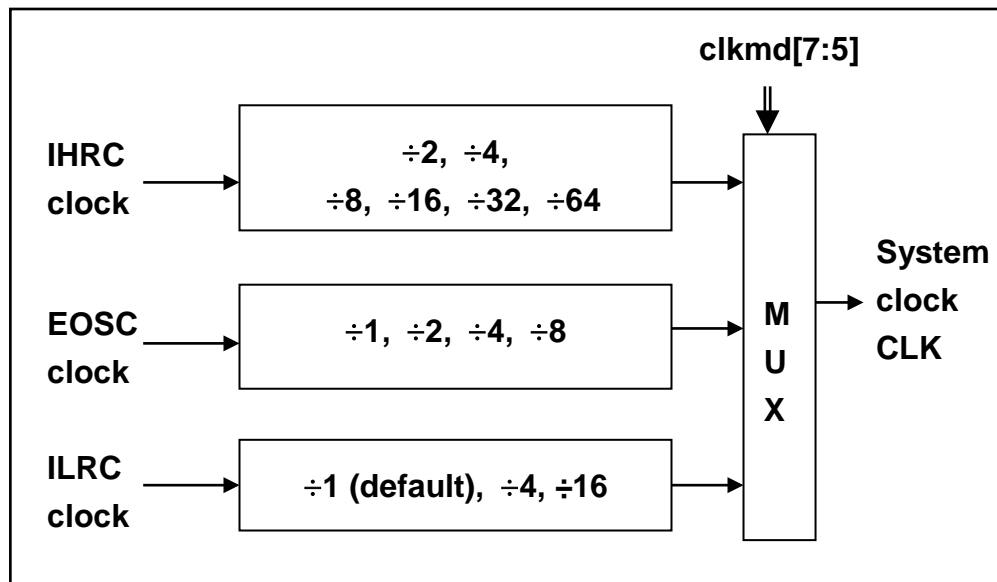 clkmd[7:5]
IHRC
clock
÷2, ÷4,
÷8, ÷16, ÷32, ÷64
EOSC
clock
÷1, ÷2, ÷4, ÷8
ILRC
clock
÷1 (default), ÷4, ÷16
M
U
X
System
clock
CLK